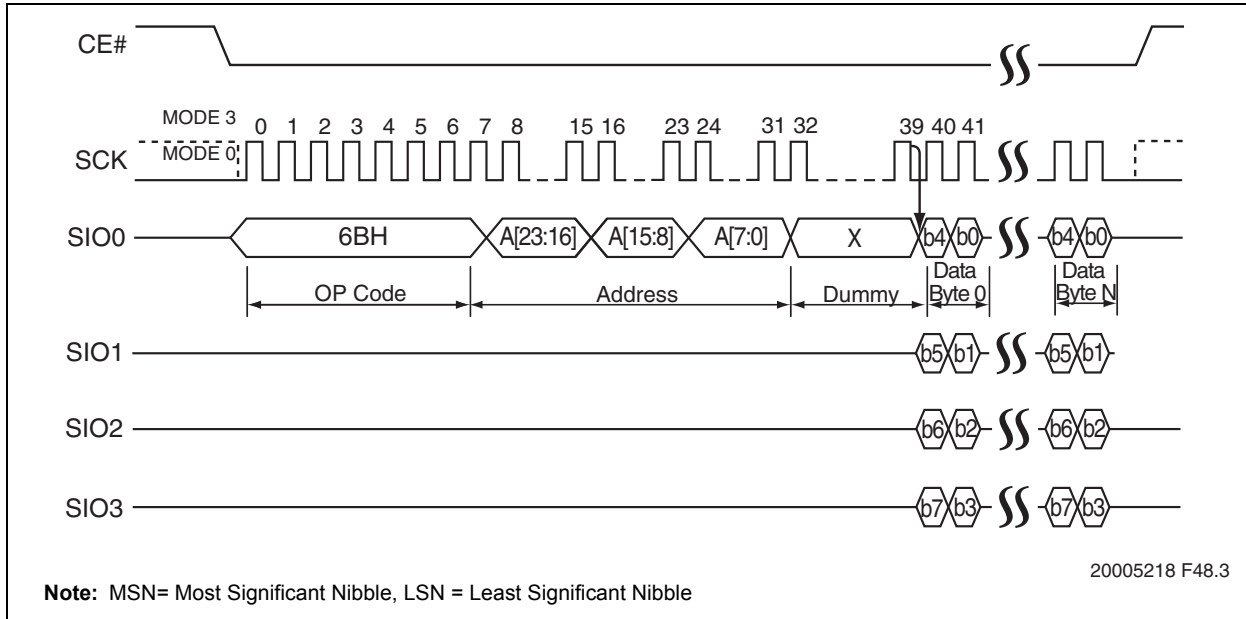 CE#
MODE 3
0 1 2 3 4 5 6 7 8 15 16 23 24 31 32 39 40 41
SCK
MODE 0
SIO0
6BH
A[23:16]
A[15:8]
A[7:0]
X
b4
b0
b4
b0
OP Code
Address
Dummy
Data
Byte 0
Data
Byte N
SIO1
b5
b1
b5
b1
SIO2
b6
b2
b6
b2
SIO3
b7
b3
b7
b3
20005218 F48.3
Note: MSN= Most Significant Nibble, LSN = Least Significant Nibble